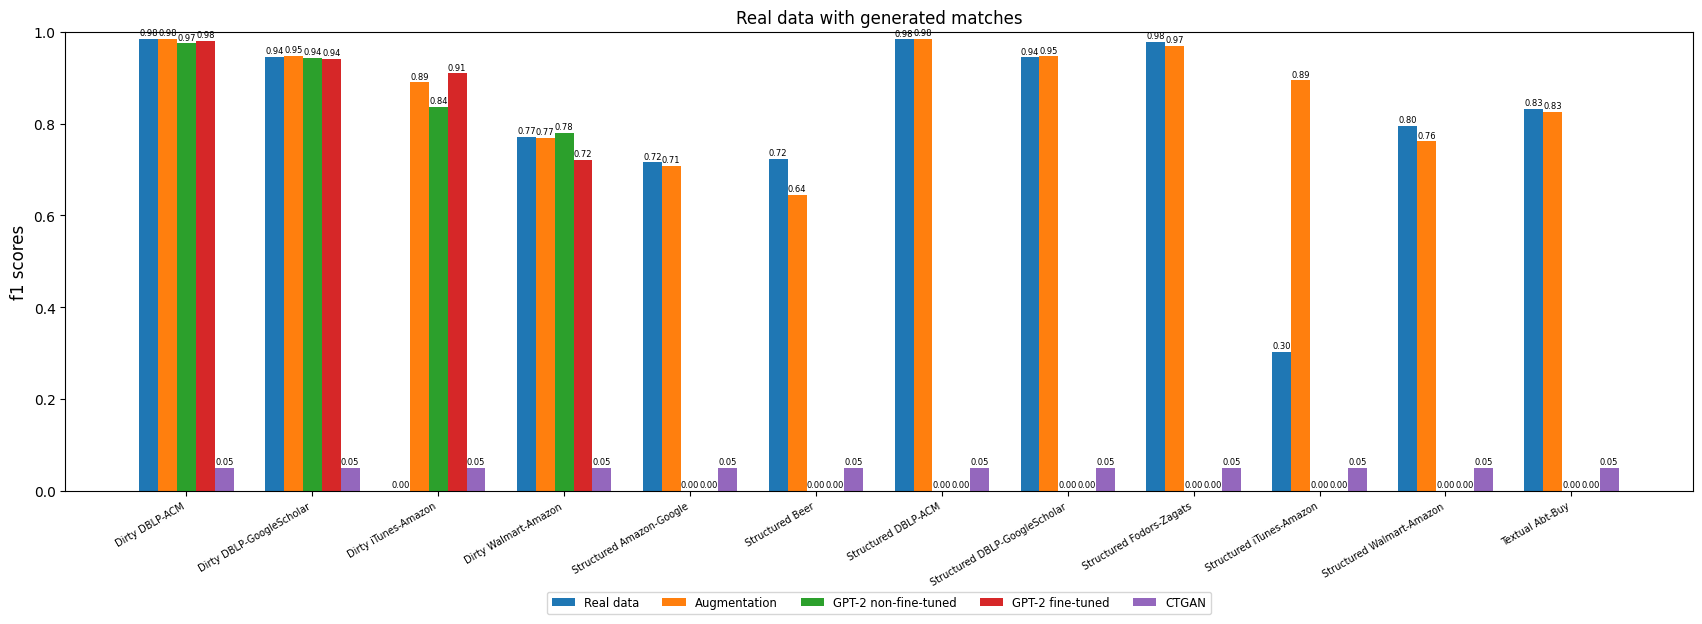 Real data with generated matches
f1 scores
1.0
0.8
0.6
0.4
0.2
0.0
0.98 0.98 0.97 0.98 0.05
0.94 0.95 0.94 0.94 0.05
0.00 0.89 0.84 0.91 0.05
0.77 0.77 0.78 0.72 0.05
0.72 0.71 0.00 0.00 0.05
0.72 0.64 0.00 0.00 0.05
0.98 0.98 0.00 0.00 0.05
0.94 0.95 0.00 0.00 0.05
0.98 0.97 0.00 0.00 0.05
0.30 0.89 0.00 0.00 0.05
0.80 0.76 0.00 0.00 0.05
0.83 0.83 0.00 0.00 0.05
Dirty DBLP-ACM
Dirty DBLP-GoogleScholar
Dirty iTunes-Amazon
Dirty Walmart-Amazon
Structured Amazon-Google
Structured Beer
Structured DBLP-ACM
Structured DBLP-GoogleScholar
Structured Fodors-Zagats
Structured iTunes-Amazon
Structured Walmart-Amazon
Textual Abt-Buy
Real data
Augmentation
GPT-2 non-fine-tuned
GPT-2 fine-tuned
CTGAN